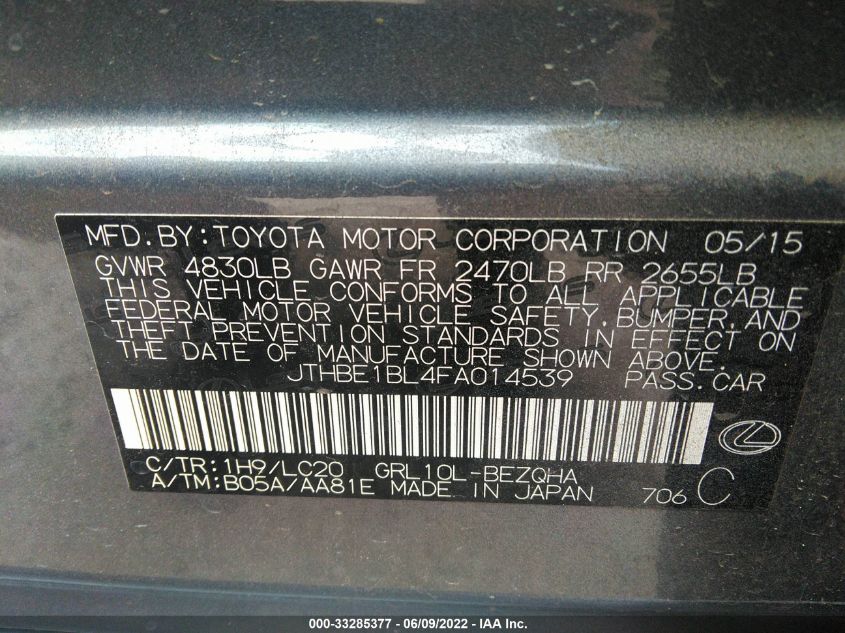 MFD.BY:TOYOTA MOTOR CORPORATION 05/15
GVWR 4830LB GAWR FR 2470LB RR 2655LB
THIS VEHICLE CONFORMS TO ALL APPLICABLE
FEDERAL MOTOR VEHICLE SAFETY,BUMPER,AND
THEFT PREVENTION STANDARDS IN EFFECT ON
THE DATE OF MANUFACTURE SHOWN ABOVE.
JTHBE1BL4FA014539 PASS.CAR
C/TR:1H9/LC20 GRL10L-BEZQHA
A/TM:B05A/AA81E MADE IN JAPAN 706 C
000-33285377 - 06/09/2022 - IAA Inc.